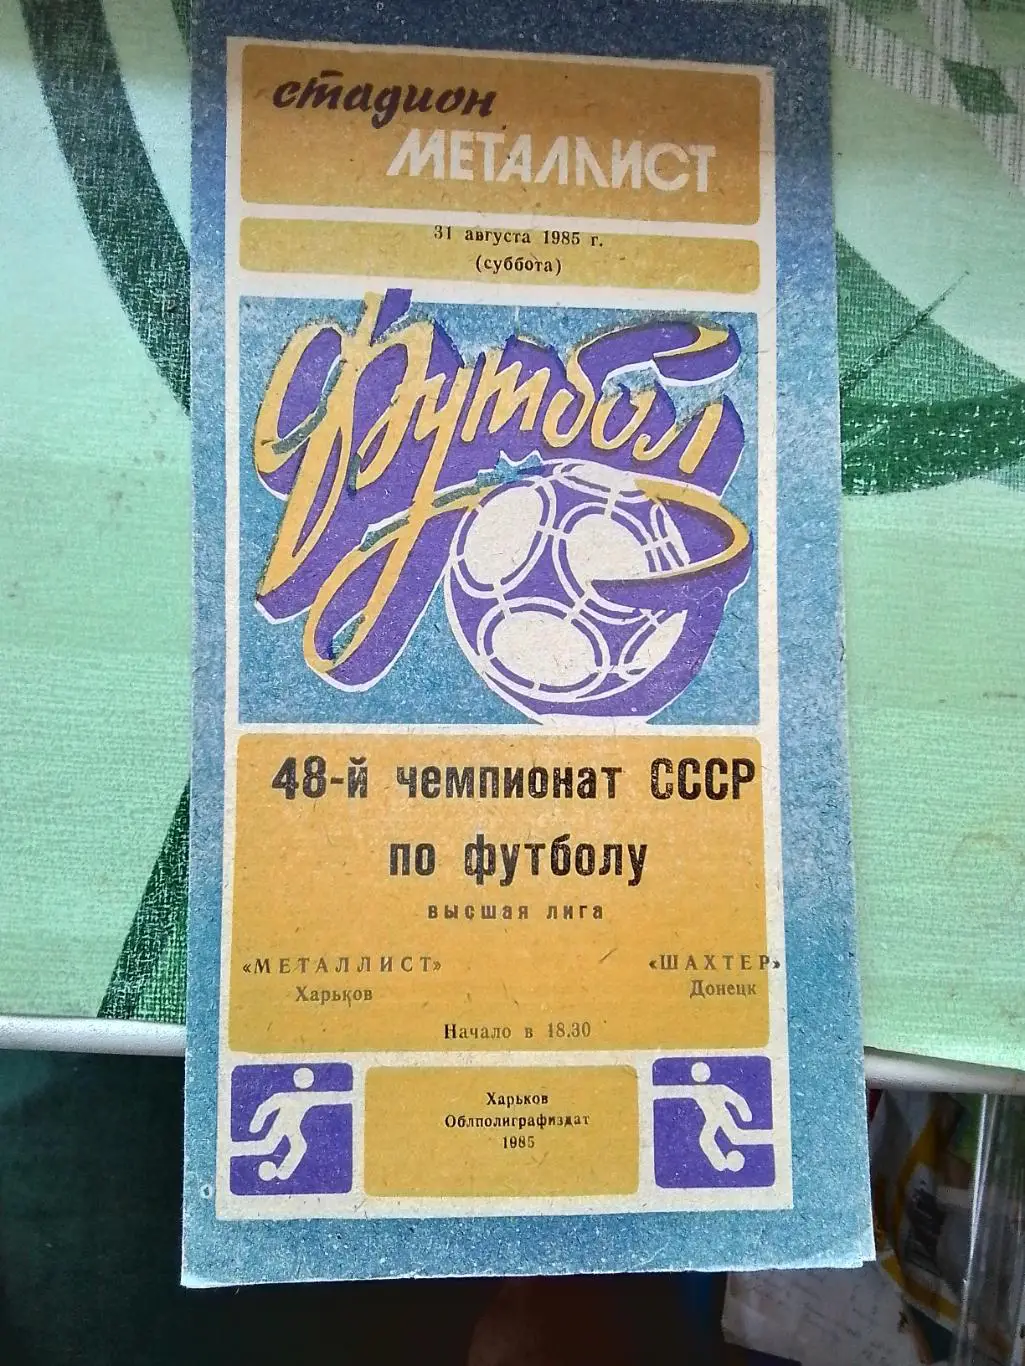 стадион
МЕТАЛЛИСТ
31 августа 1985 г.
(суббота)
Футбол
48-й чемпионат СССР
по футболу
высшая лига
«МЕТАЛЛИСТ» «ШАХТЕР»
Харьков Донецк
Начало в 18.30
Харьков
Облполиграфиздат
1985